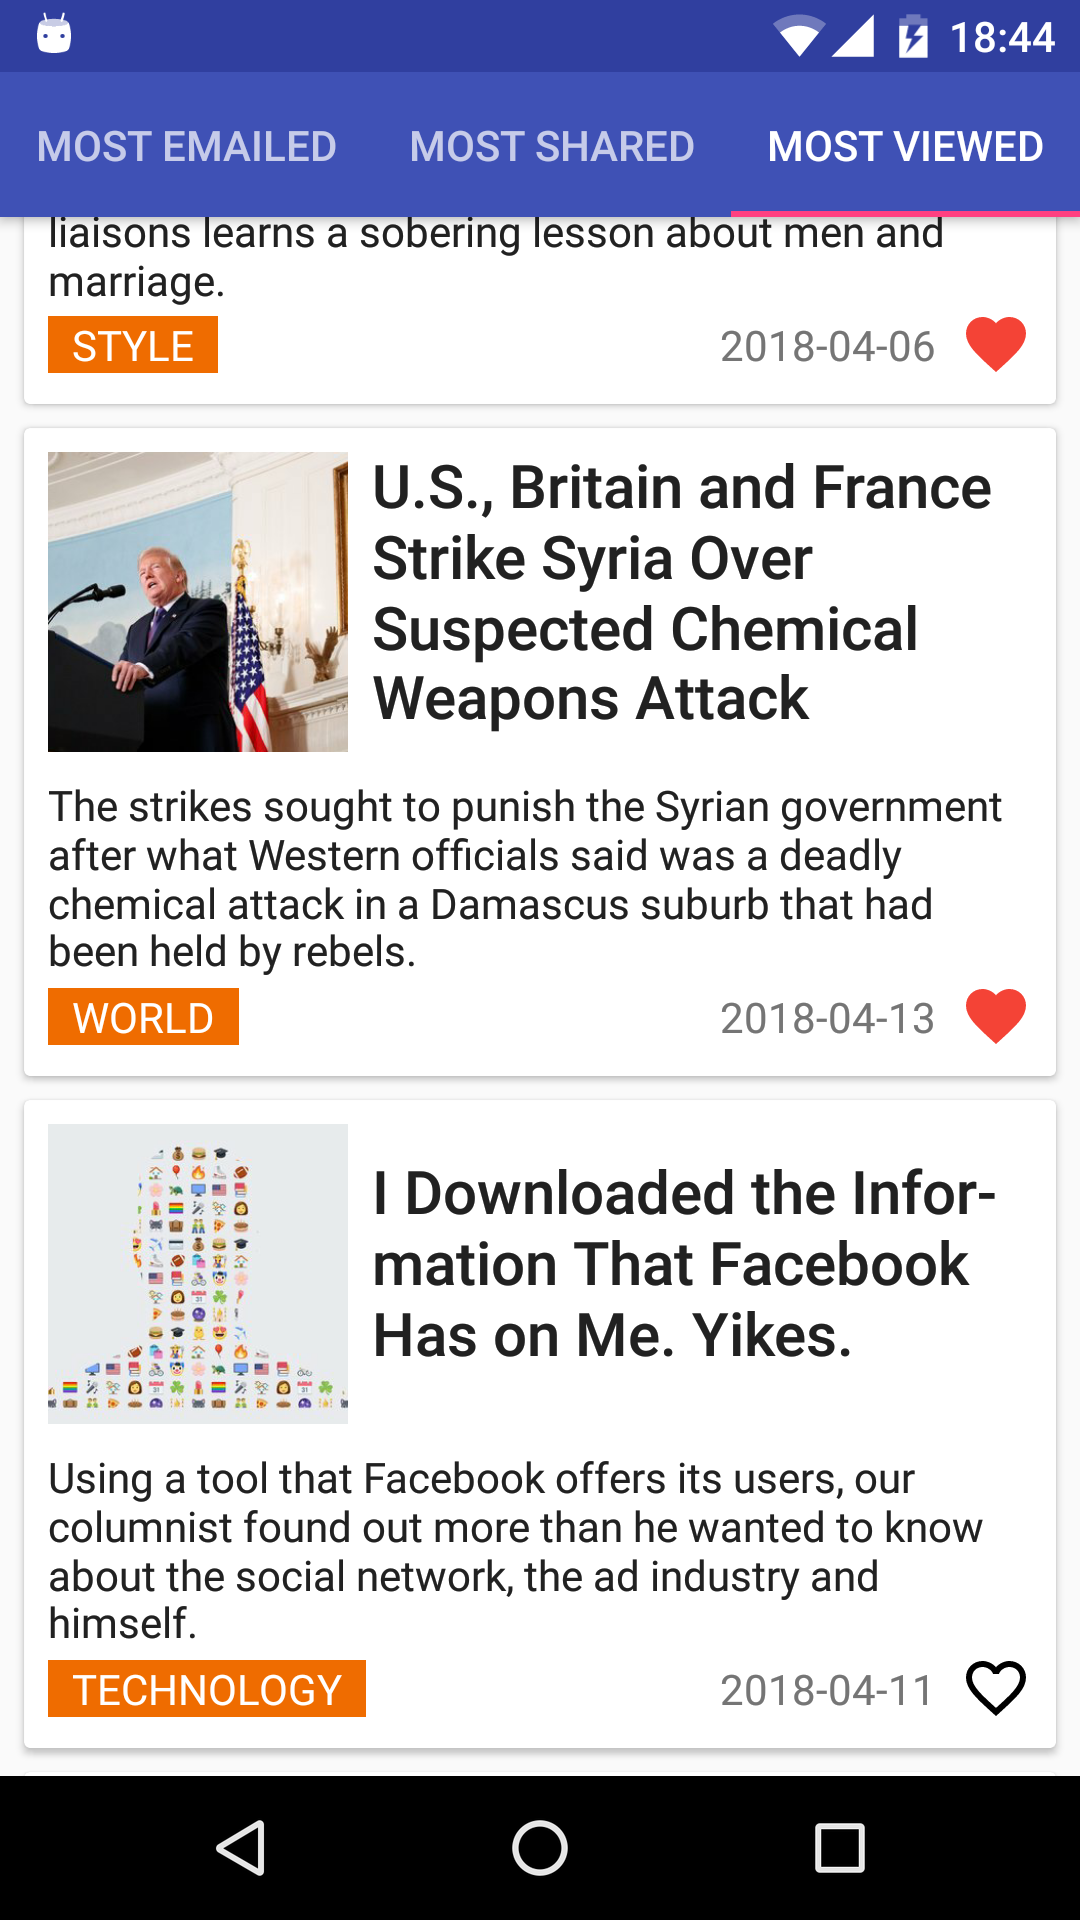 18:44
MOST EMAILED MOST SHARED MOST VIEWED
liaisons learns a sobering lesson about men and
marriage.
STYLE 2018-04-06
U.S., Britain and France
Strike Syria Over
Suspected Chemical
Weapons Attack
The strikes sought to punish the Syrian government
after what Western officials said was a deadly
chemical attack in a Damascus suburb that had
been held by rebels.
WORLD 2018-04-13
I Downloaded the Infor-
mation That Facebook
Has on Me. Yikes.
Using a tool that Facebook offers its users, our
columnist found out more than he wanted to know
about the social network, the ad industry and
himself.
TECHNOLOGY 2018-04-11